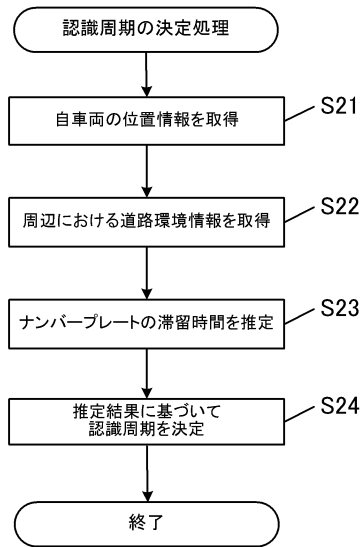 認識周期の決定処理
自車両の位置情報を取得
S21
周辺における道路環境情報を取得
S22
ナンバープレートの滞留時間を推定
S23
推定結果に基づいて
認識周期を決定
S24
終了